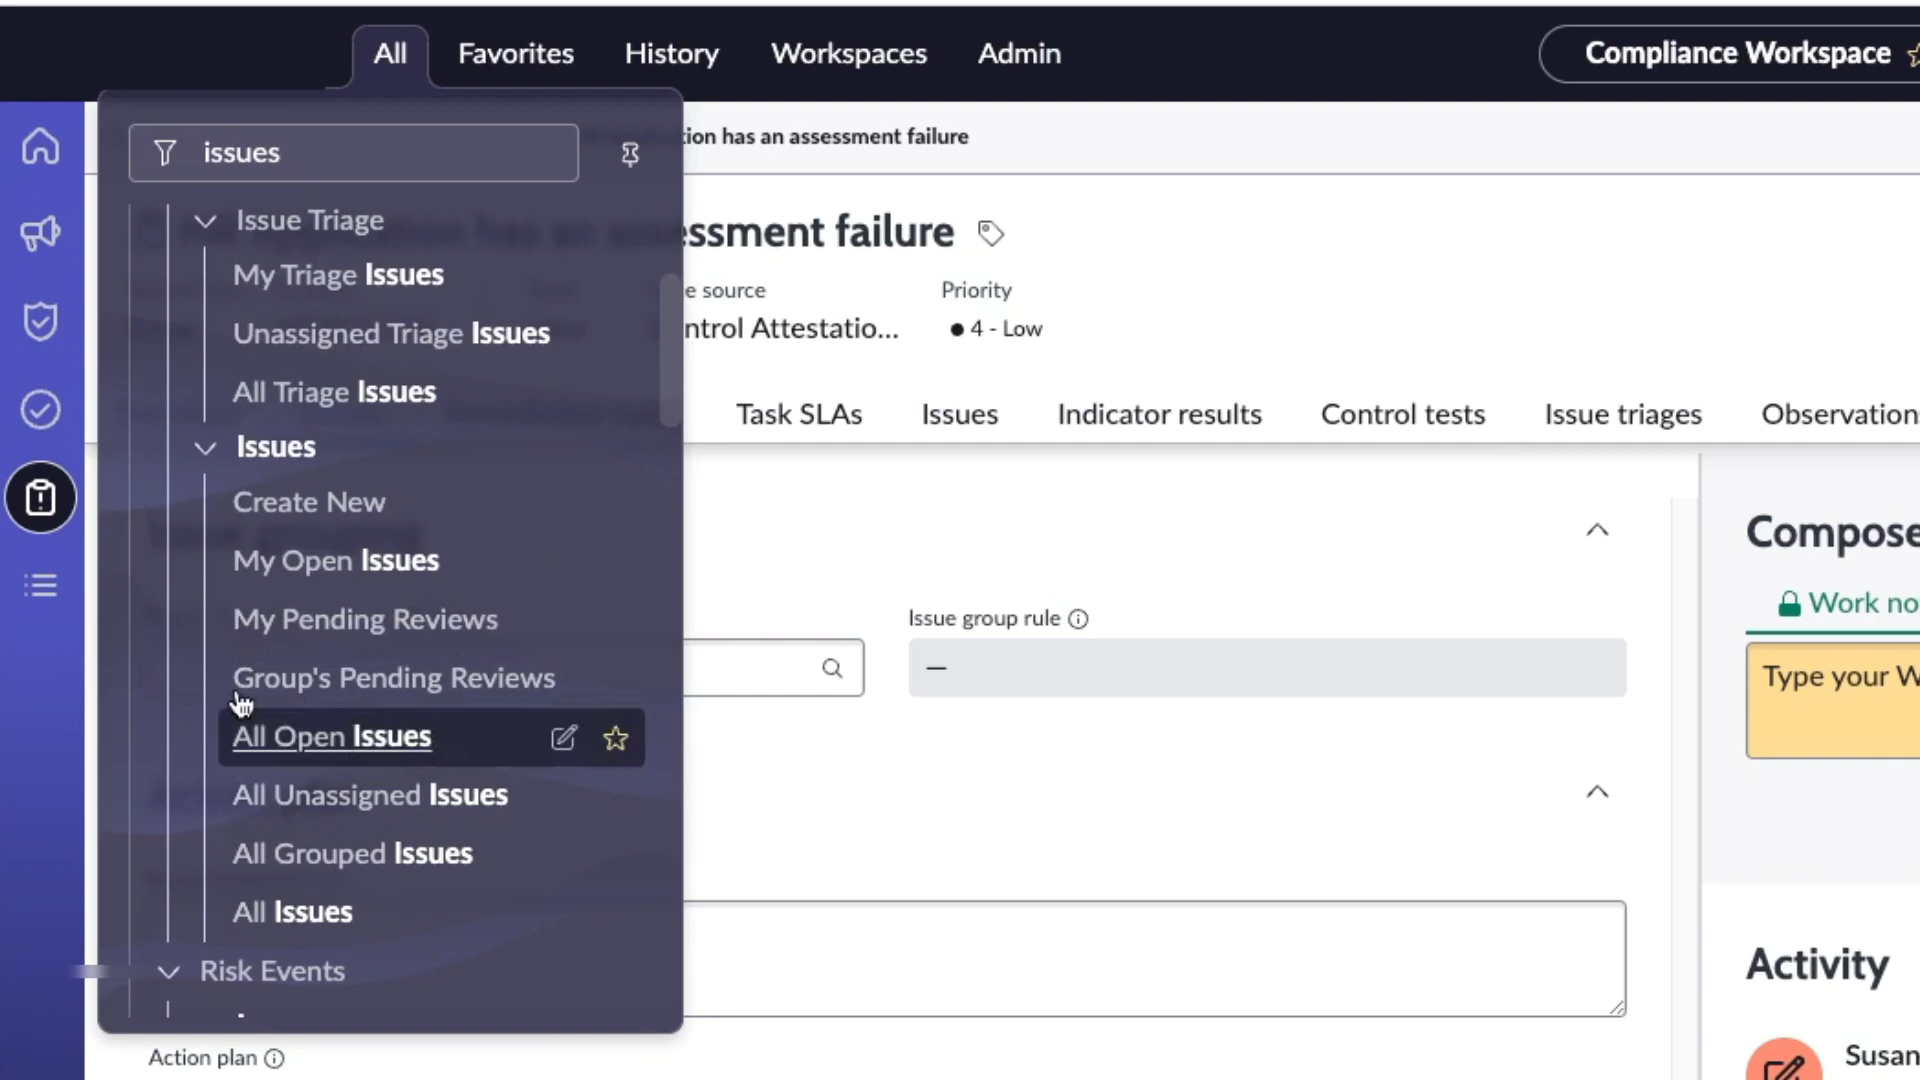 All
Favorites
History
Workspaces
Admin
Compliance Workspace
issues
ion has an assessment failure
Issue Triage
ssment failure
My Triage Issues
Unassigned Triage Issues
All Triage Issues
e source
Priority
ntrol Attestatio...
4 - Low
Task SLAs
Issues
Indicator results
Control tests
Issue triages
Observations
Issues
Create New
My Open Issues
My Pending Reviews
Group's Pending Reviews
All Open Issues
All Unassigned Issues
All Grouped Issues
All Issues
Risk Events
Issue group rule
—
Action plan
Compose
Work no
Type your W
Activity
Susan